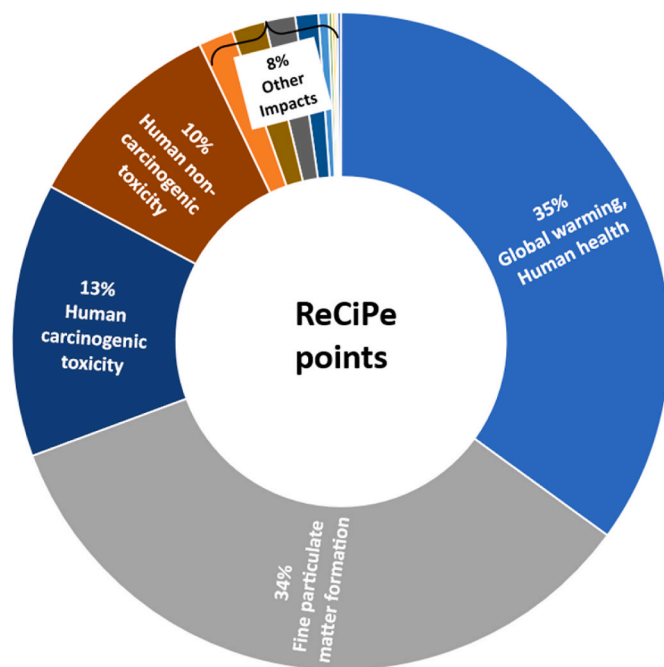 8%
Other
Impacts
10%
Human non-
carcinogenic
toxicity
35%
Global warming,
Human health
13%
Human
carcinogenic
toxicity
ReCiPe
points
34%
Fine particulate
matter formation